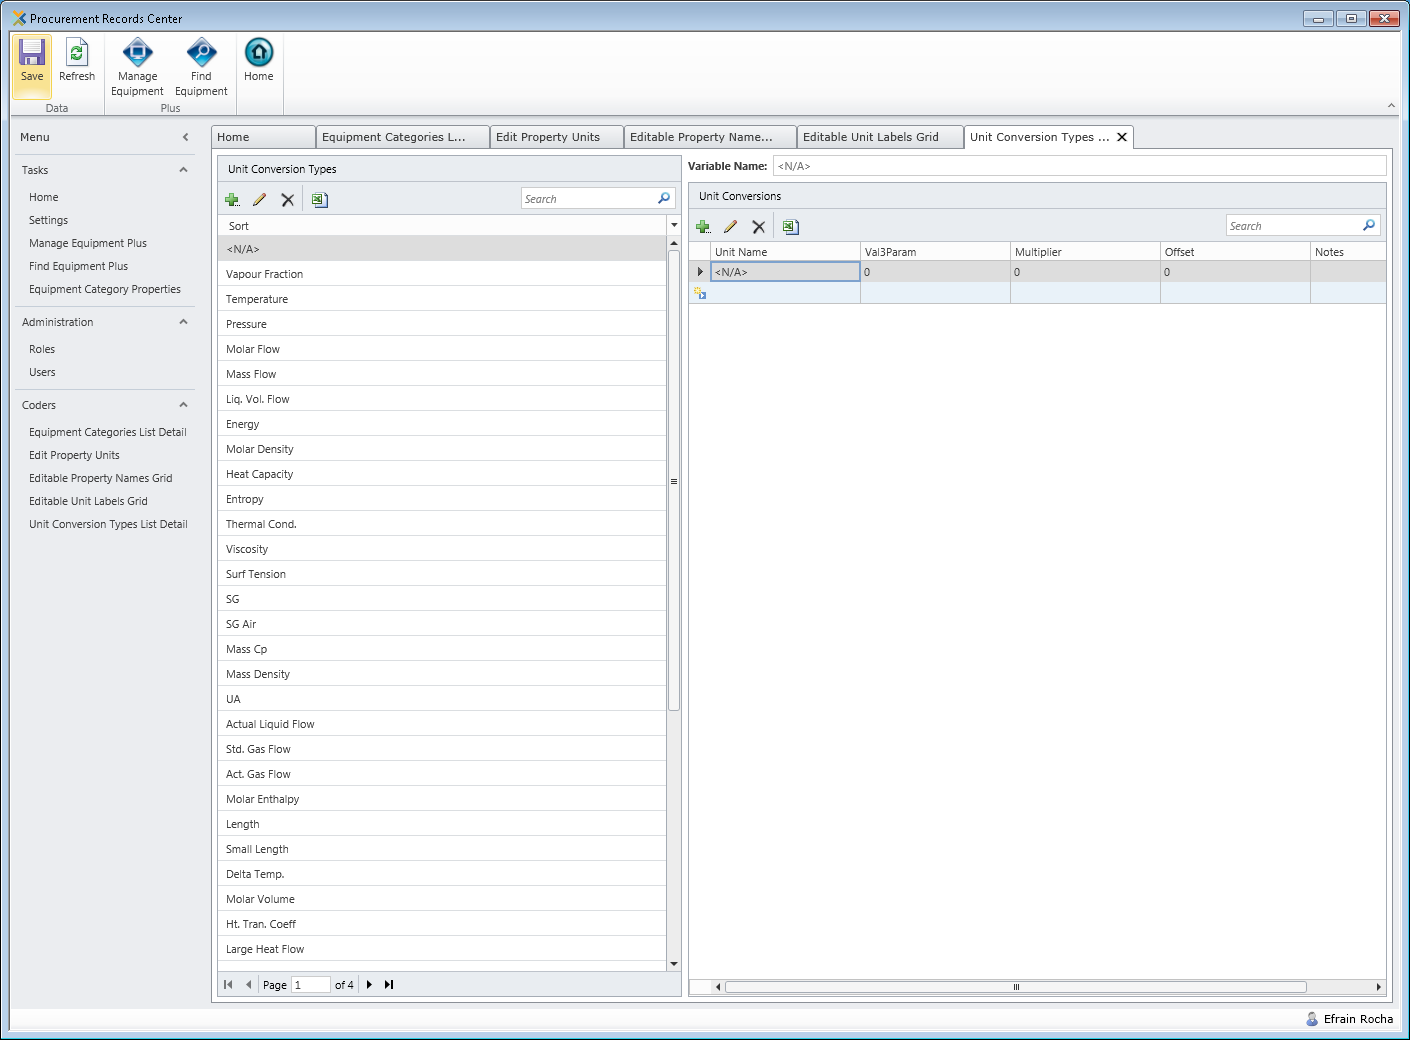 Procurement Records Center
Save
Refresh
Manage Equipment
Find Equipment
Home
Data
Plus
Menu
Tasks
Home
Settings
Manage Equipment Plus
Find Equipment Plus
Equipment Category Properties
Administration
Roles
Users
Coders
Equipment Categories List Detail
Edit Property Units
Editable Property Names Grid
Editable Unit Labels Grid
Unit Conversion Types List Detail
Home
Equipment Categories L...
Edit Property Units
Editable Property Name...
Editable Unit Labels Grid
Unit Conversion Types ...
Unit Conversion Types
Search
Sort
<N/A>
Vapour Fraction
Temperature
Pressure
Molar Flow
Mass Flow
Liq. Vol. Flow
Energy
Molar Density
Heat Capacity
Entropy
Thermal Cond.
Viscosity
Surf Tension
SG
SG Air
Mass Cp
Mass Density
UA
Actual Liquid Flow
Std. Gas Flow
Act. Gas Flow
Molar Enthalpy
Length
Small Length
Delta Temp.
Molar Volume
Ht. Tran. Coeff
Large Heat Flow
Page 1 of 4
Variable Name: <N/A>
Unit Conversions
Search
Unit Name Val3Param Multiplier Offset Notes
<N/A> 0 0 0
Efrain Rocha